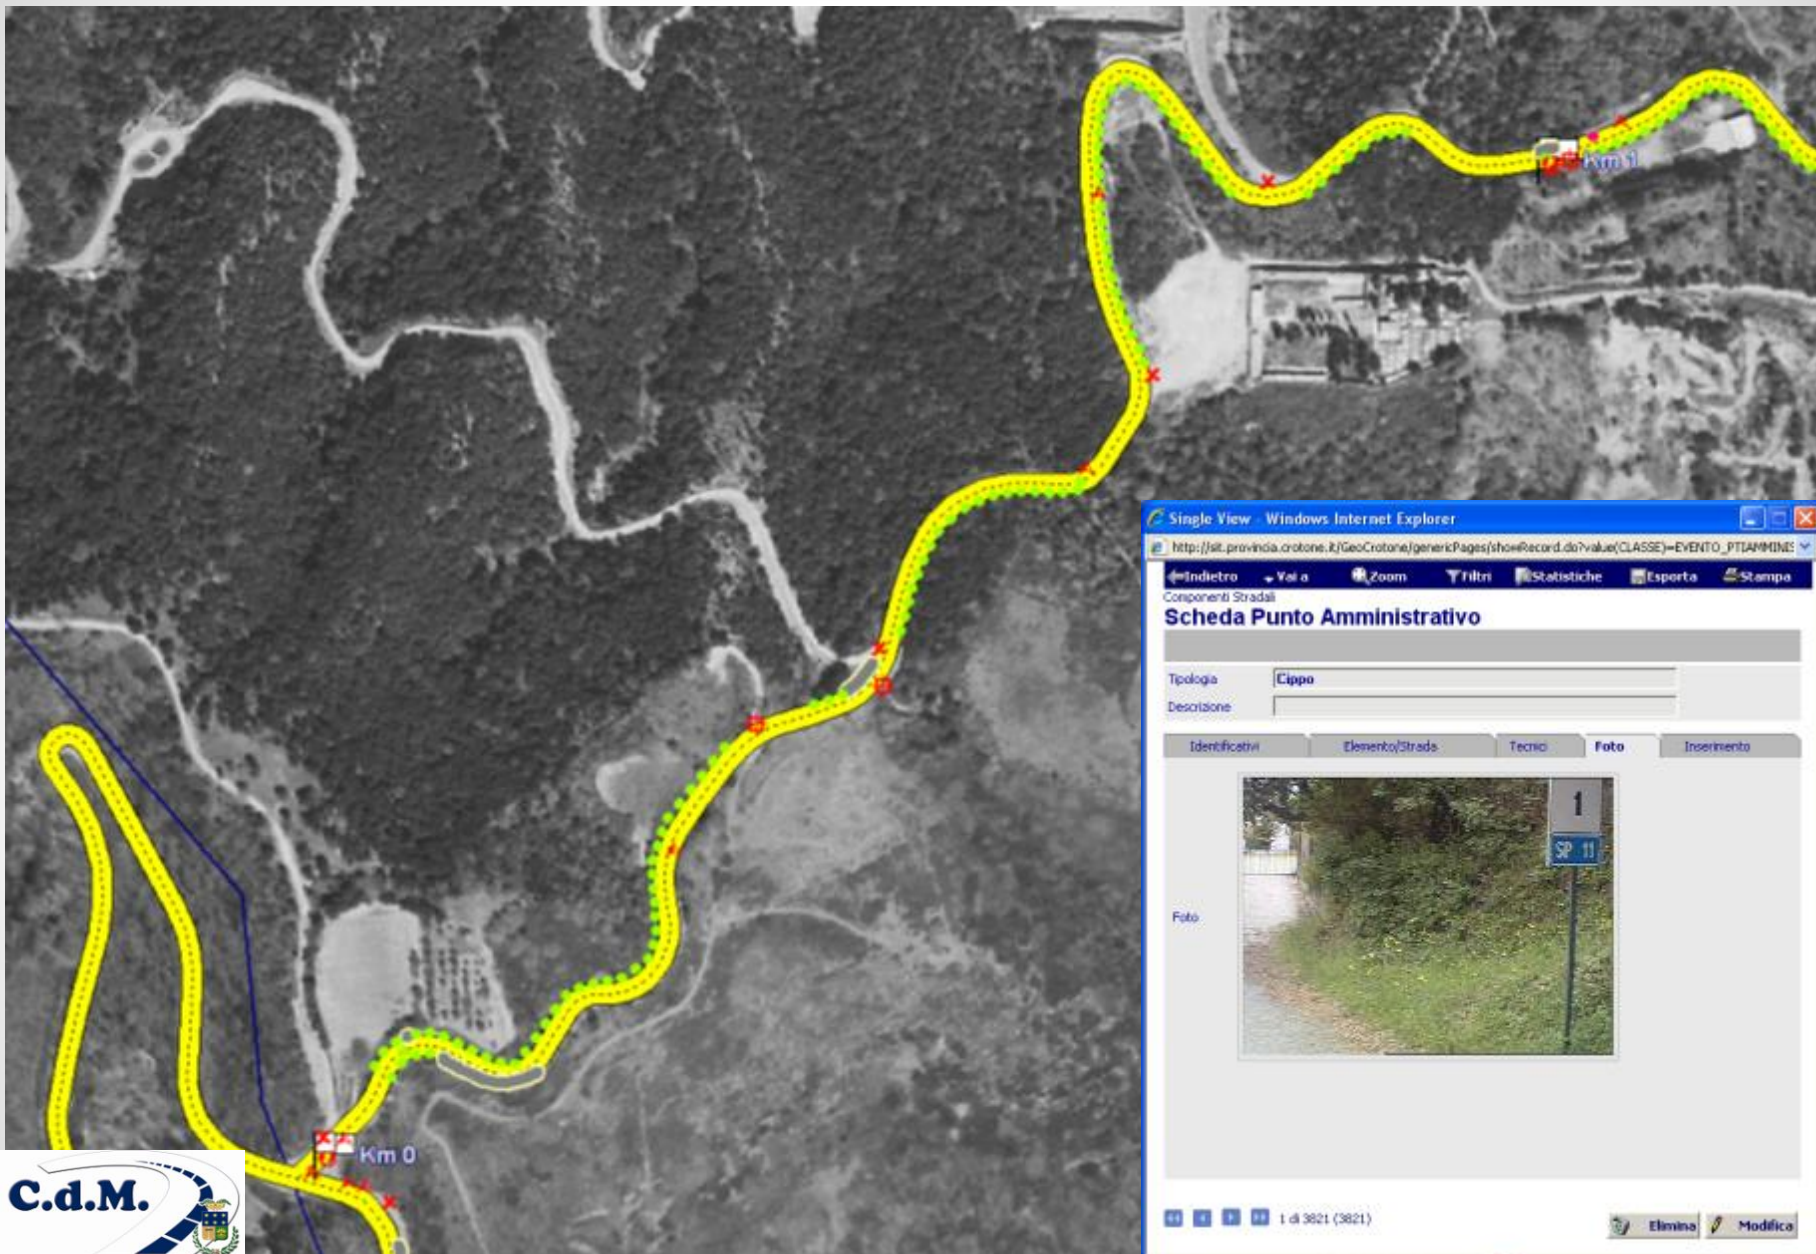 Km 1
Single View - Windows Internet Explorer
http://sit.provincia.crotone.it/GeoCrotone/genericPages/showRecord.do?value(CLASSE)=EVENTO_PTIAMMINIS
Indietro Vai a Zoom Filtri Statistiche Esporta Stampa
Componenti Stradali
Scheda Punto Amministrativo
Tipologia Cippo
Descrizione
Identificativi Elemento/Strada Tecnici Foto Inserimento
1
SP 11
Foto
Km 0
C.d.M.
1 di 3821 (3821)
Elimina Modifica